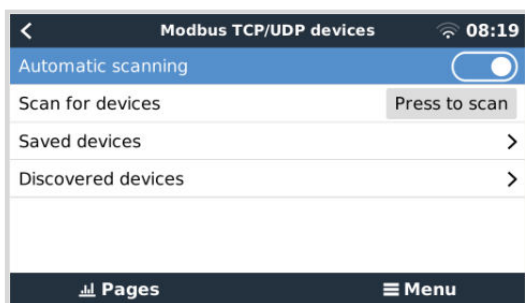 Modbus TCP/UDP devices 08:19
Automatic scanning
Scan for devices Press to scan
Saved devices
Discovered devices
Pages Menu